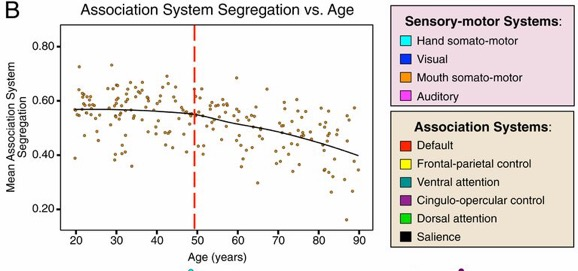 B
Association System Segregation vs. Age
Mean Association System
Segregation
0.80
0.60
0.40
0.20
20 30 40 50 60 70 80 90
Age (years)
Sensory-motor Systems:
Hand somato-motor
Visual
Mouth somato-motor
Auditory
Association Systems:
Default
Frontal-parietal control
Ventral attention
Cingulo-opercular control
Dorsal attention
Salience